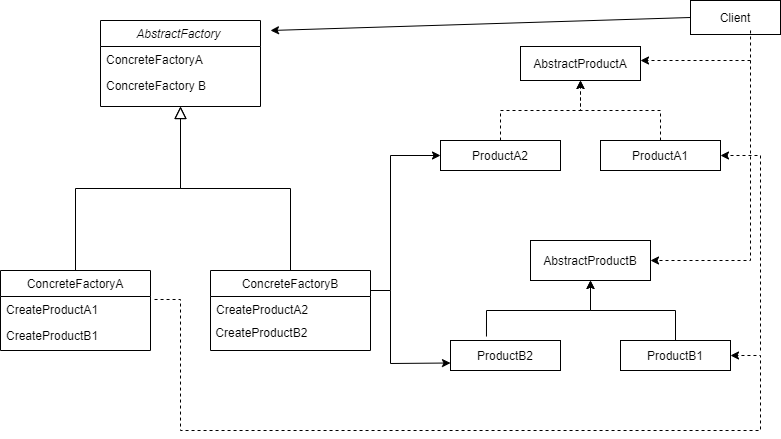 Client
AbstractFactory
ConcreteFactoryA
ConcreteFactory B
AbstractProductA
ProductA2
ProductA1
AbstractProductB
ConcreteFactoryA
CreateProductA1
CreateProductB1
ConcreteFactoryB
CreateProductA2
CreateProductB2
ProductB2
ProductB1